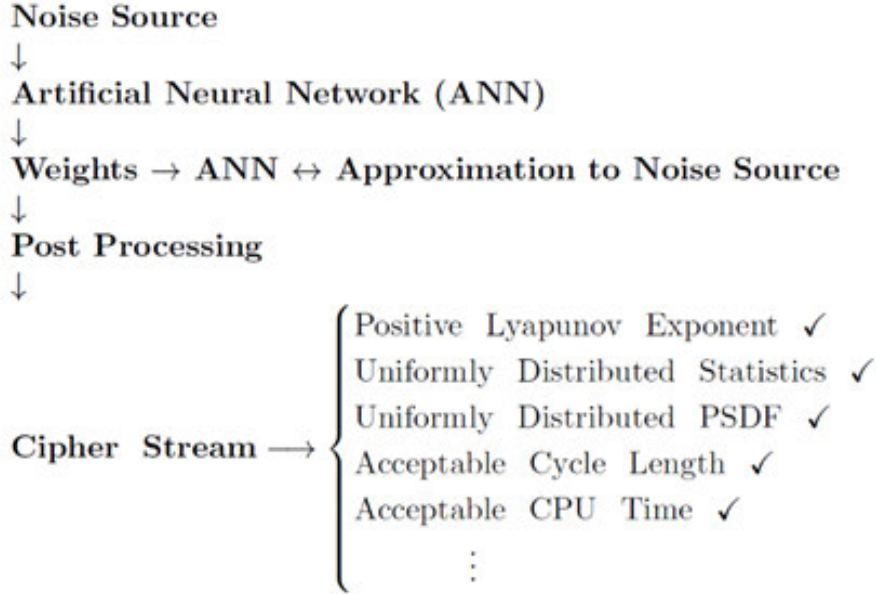 Noise Source
↓
Artificial Neural Network (ANN)
↓
Weights → ANN ↔ Approximation to Noise Source
↓
Post Processing
↓
Positive Lyapunov Exponent ✓
Uniformly Distributed Statistics ✓
Uniformly Distributed PSDF ✓
Cipher Stream ⟶
Acceptable Cycle Length ✓
Acceptable CPU Time ✓
⋮